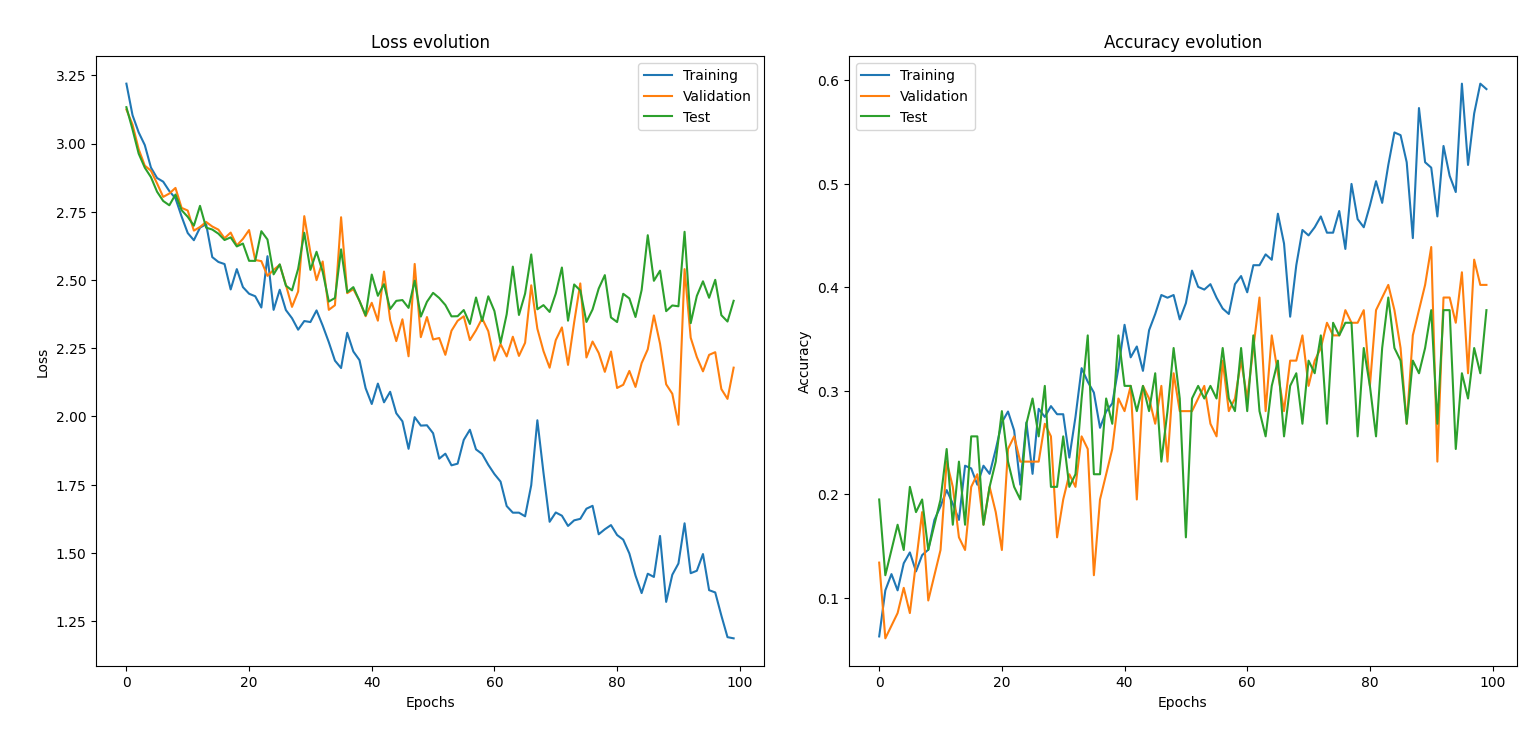 Loss evolution
3.25
3.00
2.75
2.50
2.25
2.00
1.75
1.50
1.25
Loss
0
20
40
60
80
100
Epochs
Training
Validation
Test
Accuracy evolution
0.6
0.5
0.4
0.3
0.2
0.1
Accuracy
0
20
40
60
80
100
Epochs
Training
Validation
Test